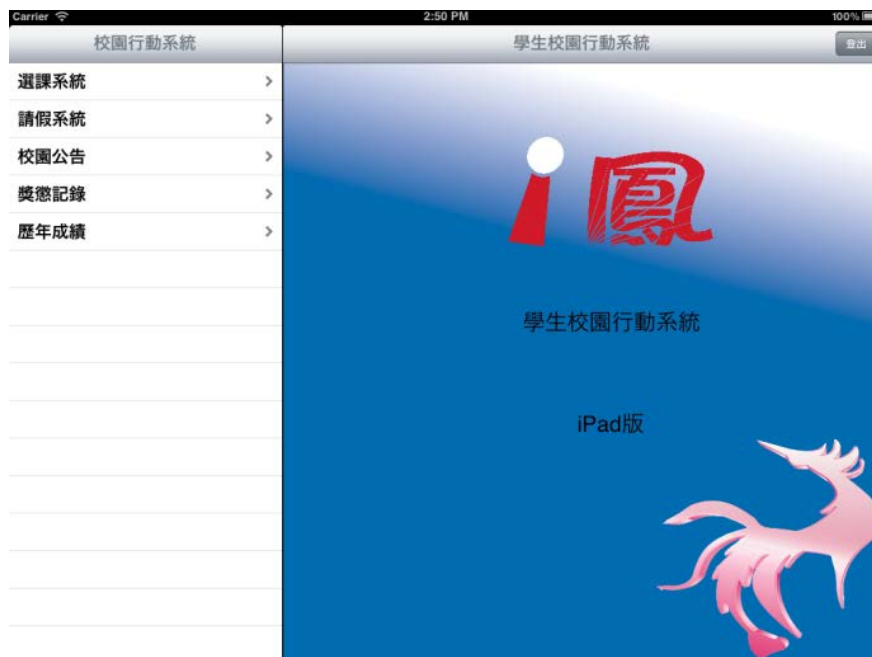 Carrier 2:50 PM 100%
校園行動系統
學生校園行動系統
登出
選課系統
請假系統
校園公告
獎懲記錄
歷年成績
i鳳
學生校園行動系統
iPad版